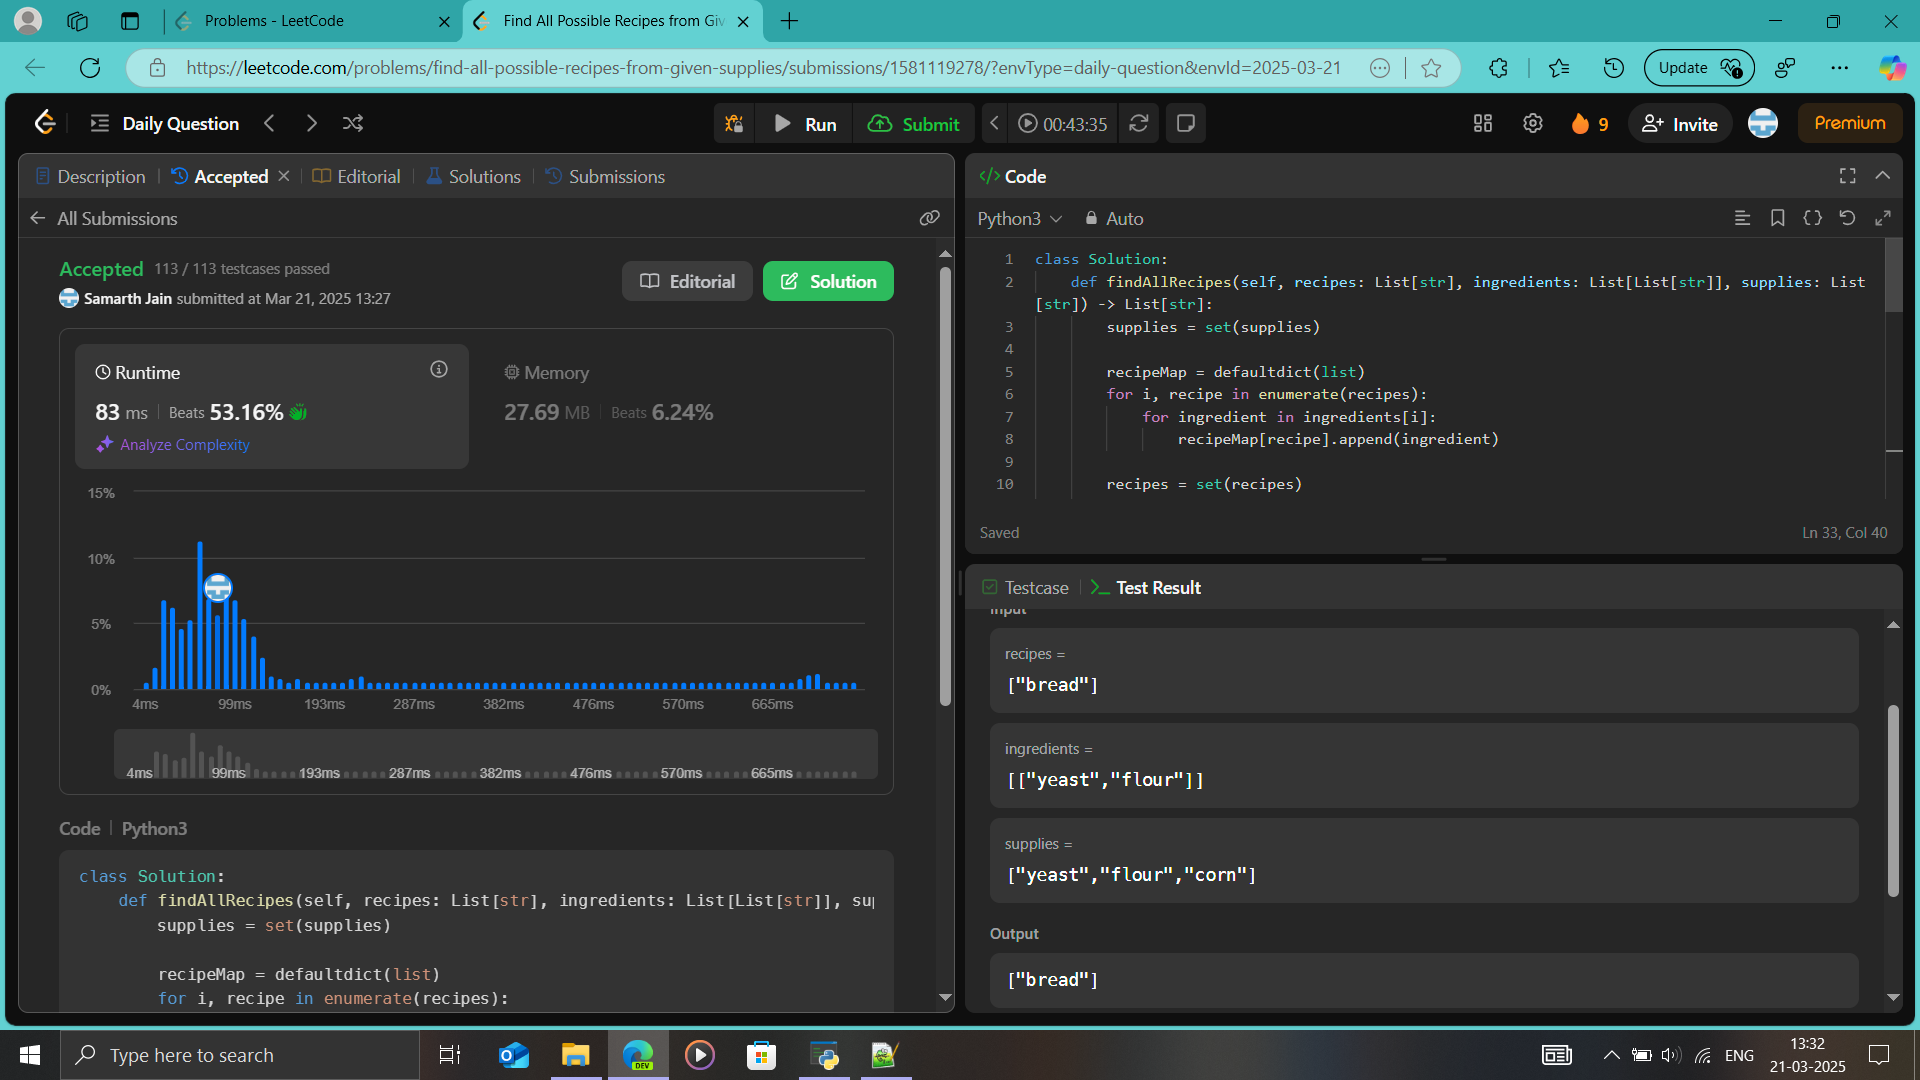 Problems - LeetCode
Find All Possible Recipes from Giv
https://leetcode.com/problems/find-all-possible-recipes-from-given-supplies/submissions/1581119278/?envType=daily-question&envId=2025-03-21
Update
Daily Question
Run
Submit
00:43:35
9
Invite
Premium
Description
Accepted
Editorial
Solutions
Submissions
All Submissions
Accepted 113 / 113 testcases passed
Samarth Jain submitted at Mar 21, 2025 13:27
Editorial
Solution
Runtime
83 ms Beats 53.16%
Analyze Complexity
Memory
27.69 MB Beats 6.24%
15%
10%
5%
0%
4ms 99ms 193ms 287ms 382ms 476ms 570ms 665ms
4ms 99ms 193ms 287ms 382ms 476ms 570ms 665ms
Code Python3
class Solution:
def findAllRecipes(self, recipes: List[str], ingredients: List[List[str]], sup
supplies = set(supplies)
recipeMap = defaultdict(list)
for i, recipe in enumerate(recipes):
</> Code
Python3
Auto
1 class Solution:
2 def findAllRecipes(self, recipes: List[str], ingredients: List[List[str]], supplies: List
[str]) -> List[str]:
3 supplies = set(supplies)
4
5 recipeMap = defaultdict(list)
6 for i, recipe in enumerate(recipes):
7 for ingredient in ingredients[i]:
8 recipeMap[recipe].append(ingredient)
9
10 recipes = set(recipes)
Saved
Ln 33, Col 40
Testcase
Test Result
Input
recipes =
["bread"]
ingredients =
[["yeast","flour"]]
supplies =
["yeast","flour","corn"]
Output
["bread"]
Type here to search
DEV
ENG
13:32
21-03-2025